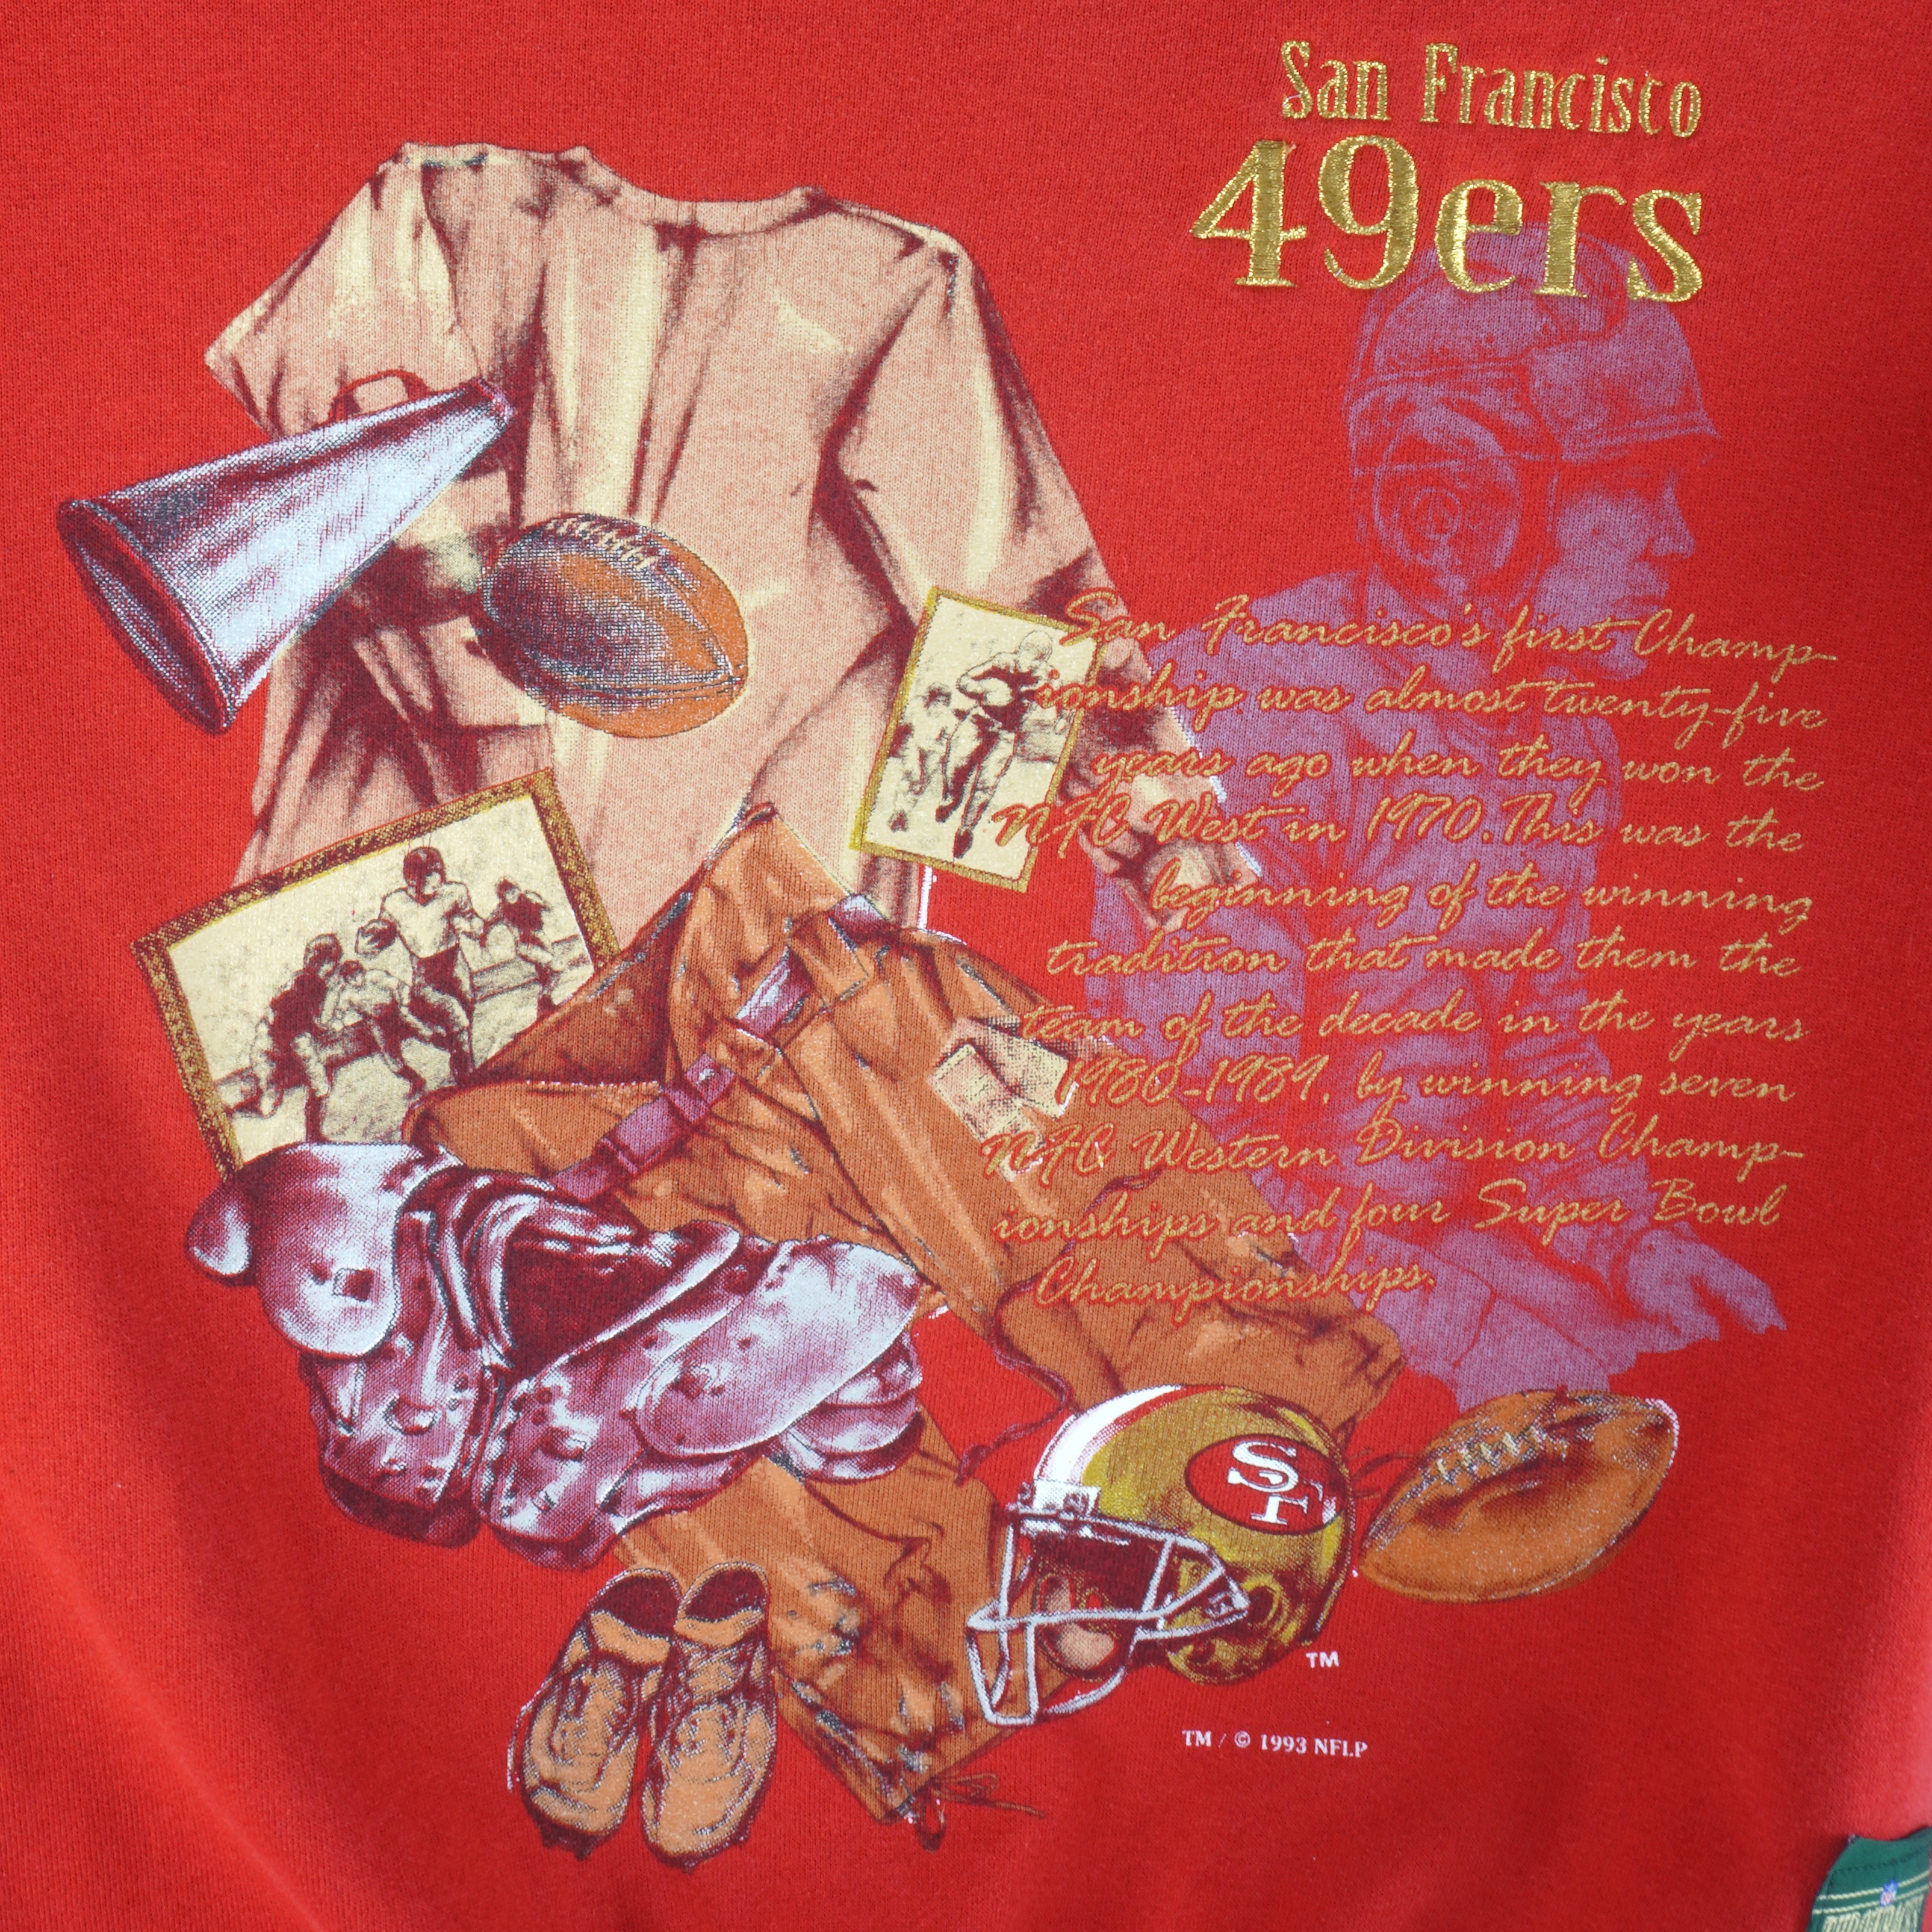 San Francisco
49ers
San Francisco's first Champ-
ionship was almost twenty-five
years ago when they won the
NFC West in 1970. This was the
beginning of the winning
tradition that made them the
team of the decade in the years
1980-1989, by winning seven
NFC Western Division Champ-
ionships and four Super Bowl
Championships.
SF
TM
TM / © 1993 NFLP